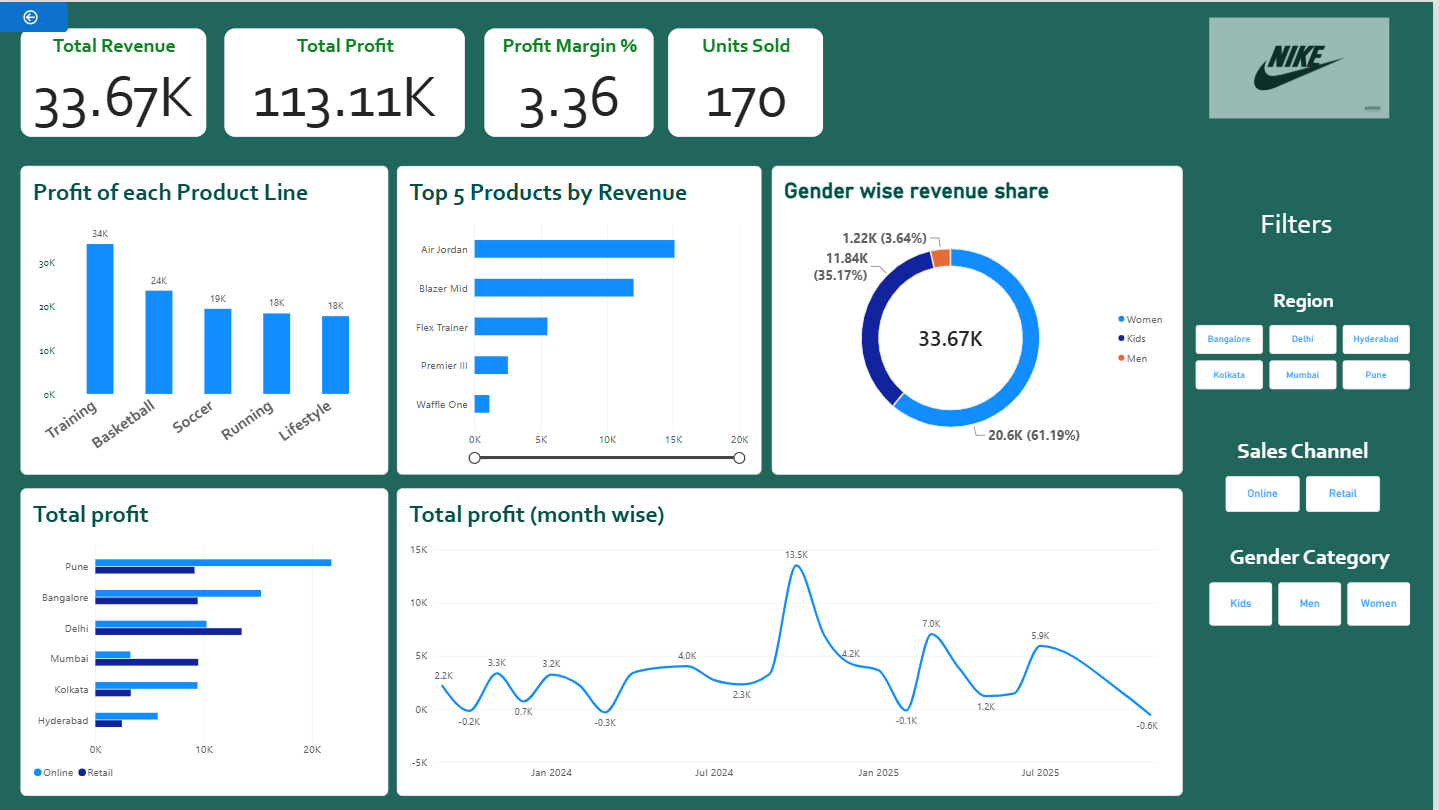 Total Revenue
33.67K
Total Profit
113.11K
Profit Margin %
3.36
Units Sold
170
NIKE
Profit of each Product Line
34K
24K
19K
18K
18K
30K
20K
10K
0K
Training
Basketball
Soccer
Running
Lifestyle
Top 5 Products by Revenue
Air Jordan
Blazer Mid
Flex Trainer
Premier III
Waffle One
0K 5K 10K 15K 20K
Gender wise revenue share
1.22K (3.64%)
11.84K
(35.17%)
33.67K
20.6K (61.19%)
Women
Kids
Men
Filters
Region
Bangalore Delhi Hyderabad
Kolkata Mumbai Pune
Sales Channel
Online Retail
Gender Category
Kids Men Women
Total profit
Pune
Bangalore
Delhi
Mumbai
Kolkata
Hyderabad
0K 10K 20K
Online Retail
Total profit (month wise)
15K
10K
5K
0K
-5K
2.2K
-0.2K
3.3K
0.7K
3.2K
-0.3K
4.0K
2.3K
13.5K
4.2K
-0.1K
7.0K
1.2K
5.9K
-0.6K
Jan 2024 Jul 2024 Jan 2025 Jul 2025